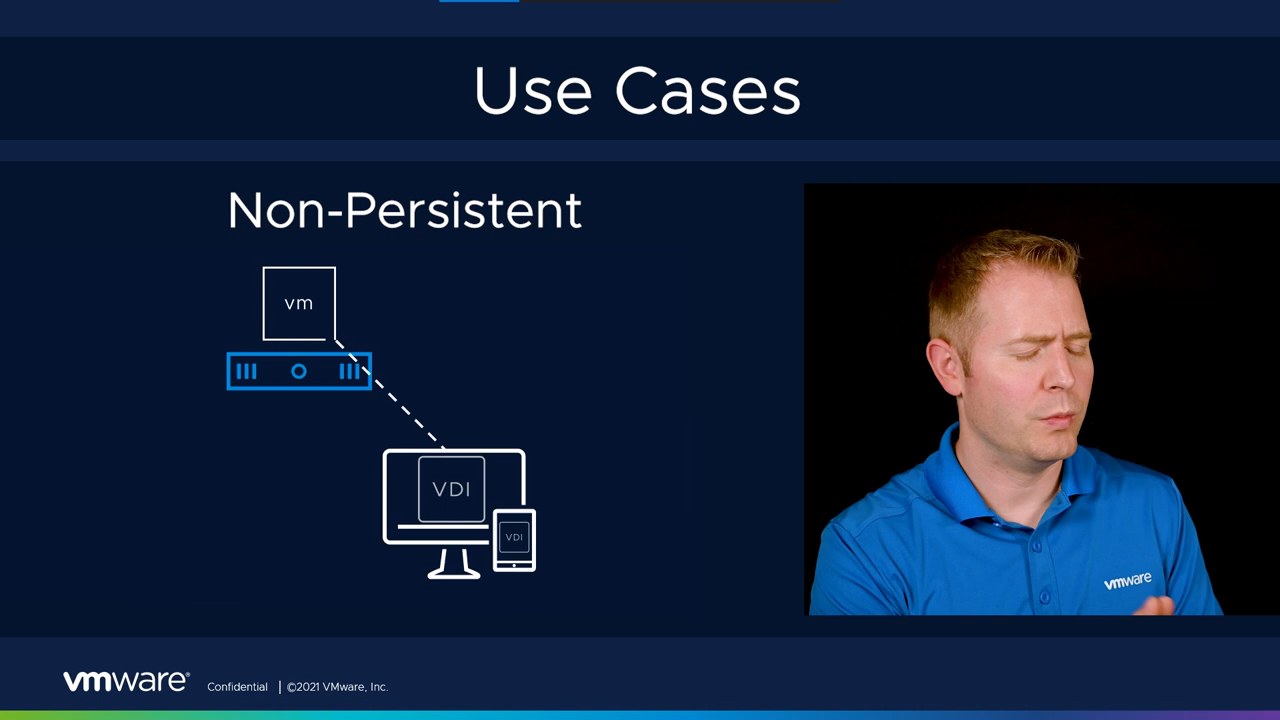 Use Cases
Non-Persistent
vm
VDI
VDI
vmware
vmware® Confidential | ©2021 VMware, Inc.